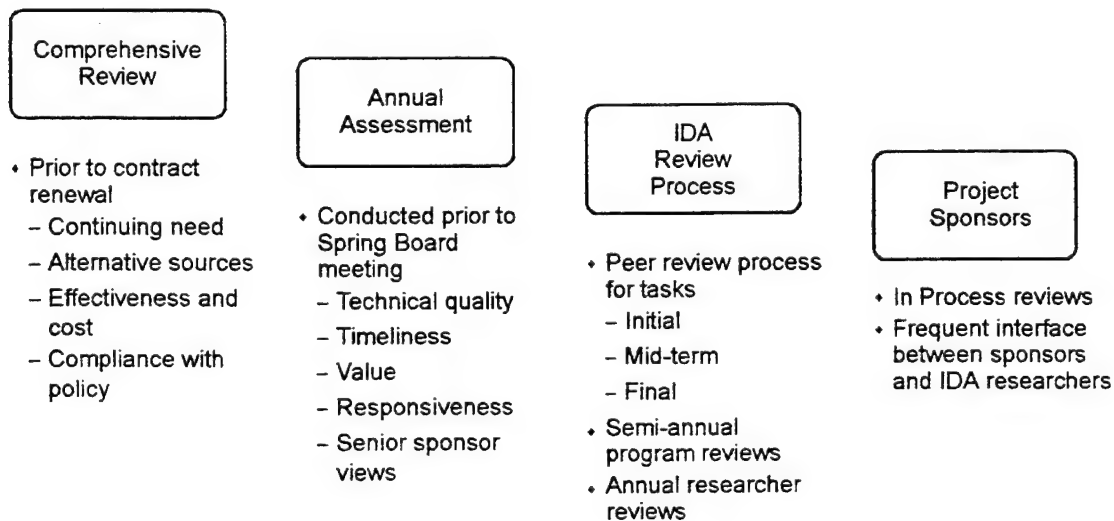 Comprehensive
Review
• Prior to contract
renewal
– Continuing need
– Alternative sources
– Effectiveness and
cost
– Compliance with
policy
Annual
Assessment
• Conducted prior to
Spring Board
meeting
– Technical quality
– Timeliness
– Value
– Responsiveness
– Senior sponsor
views
IDA
Review
Process
• Peer review process
for tasks
– Initial
– Mid-term
– Final
• Semi-annual
program reviews
• Annual researcher
reviews
Project
Sponsors
• In Process reviews
• Frequent interface
between sponsors
and IDA researchers